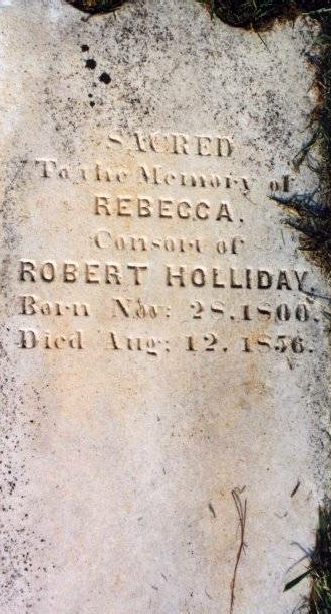 SACRED
To the Memory of
REBECCA.
Consort of
ROBERT HOLLIDAY.
Born Nov: 28. 1800.
Died Aug: 12. 1856.